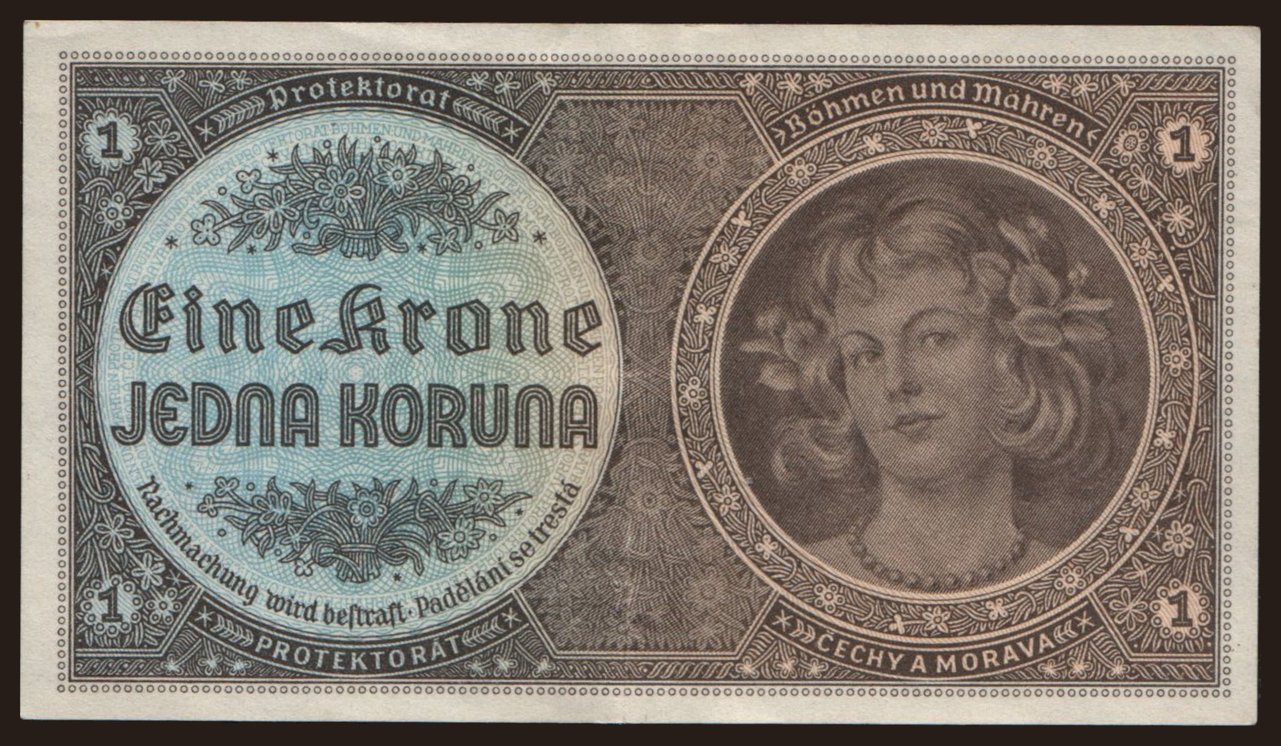 Protektorat
Böhmen und Mähren
1
1
Eine Krone
JEDNA KORUNA
Nachmachung wird bestraft · Padělání se trestá
1
1
PROTEKTORÁT
ČECHY A MORAVA